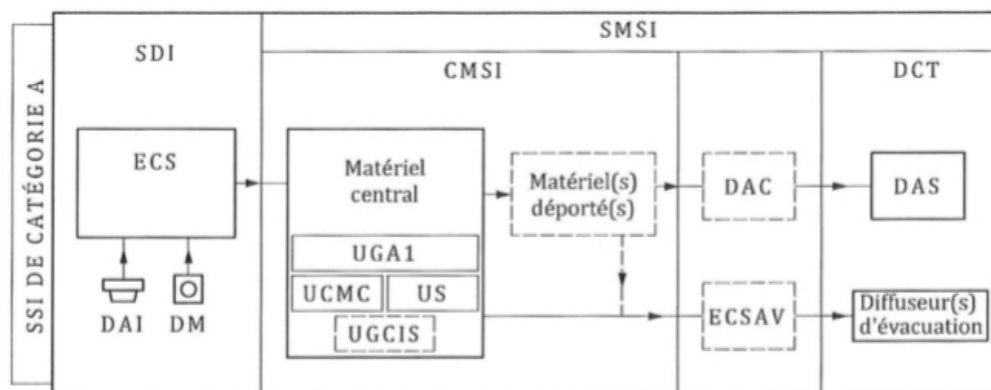 SSI DE CATÉGORIE A
SDI
SMSI
CMSI
DCT
ECS
DAI
DM
Matériel
central
UGA1
UCMC
US
UGCIS
Matériel(s)
déporté(s)
DAC
DAS
ECSAV
Diffuseur(s)
d'évacuation